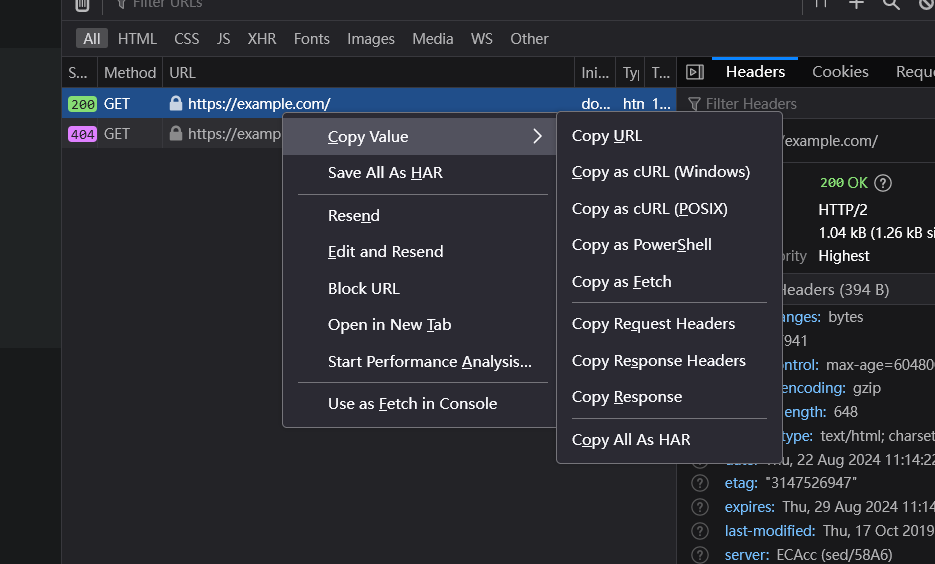 Filter URLs
All HTML CSS JS XHR Fonts Images Media WS Other
S... Method URL Ini... Ty T... Headers Cookies Requ
200 GET https://example.com/ do... htn 1... Filter Headers
404 GET https://examp
Copy Value
Save All As HAR
Resend
Edit and Resend
Block URL
Open in New Tab
Start Performance Analysis...
Use as Fetch in Console
Copy URL
Copy as cURL (Windows)
Copy as cURL (POSIX)
Copy as PowerShell
Copy as Fetch
Copy Request Headers
Copy Response Headers
Copy Response
Copy All As HAR
/example.com/
200 OK ?
HTTP/2
1.04 kB (1.26 kB si
ority Highest
Headers (394 B)
anges: bytes
7941
ontrol: max-age=60480
encoding: gzip
ength: 648
type: text/html; charset
Thu, 22 Aug 2024 11:14:22
etag: "3147526947"
expires: Thu, 29 Aug 2024 11:14
last-modified: Thu, 17 Oct 2019
server: ECAcc (sed/58A6)